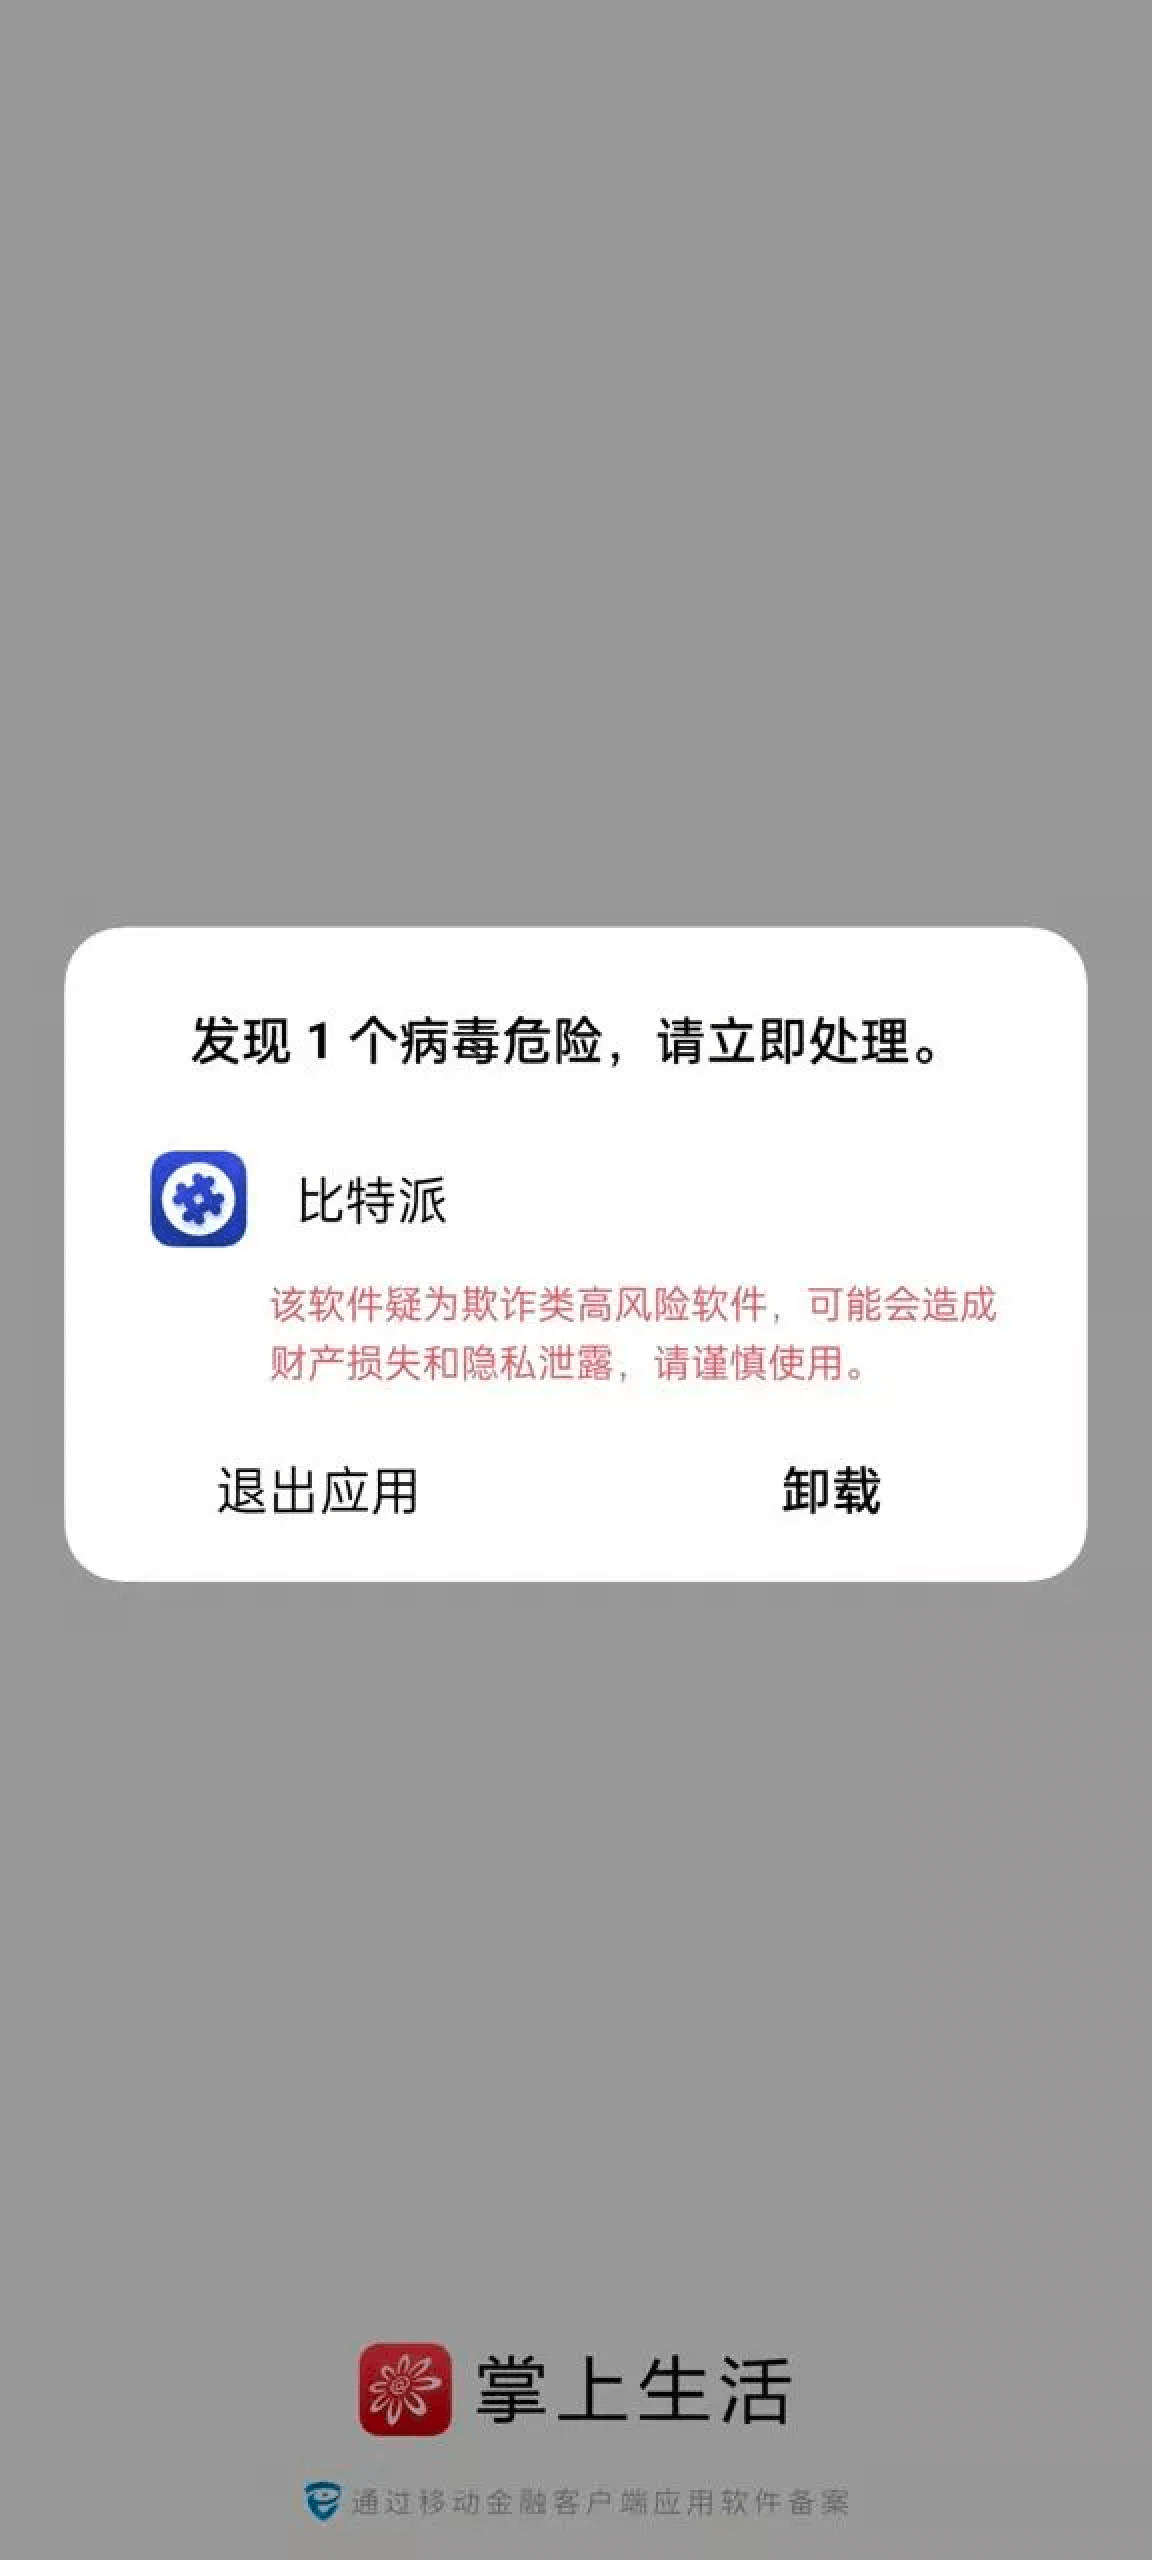 发现 1 个病毒危险，请立即处理。
比特派
该软件疑为欺诈类高风险软件，可能会造成
财产损失和隐私泄露，请谨慎使用。
退出应用
卸载
掌上生活
通过移动金融客户端应用软件备案